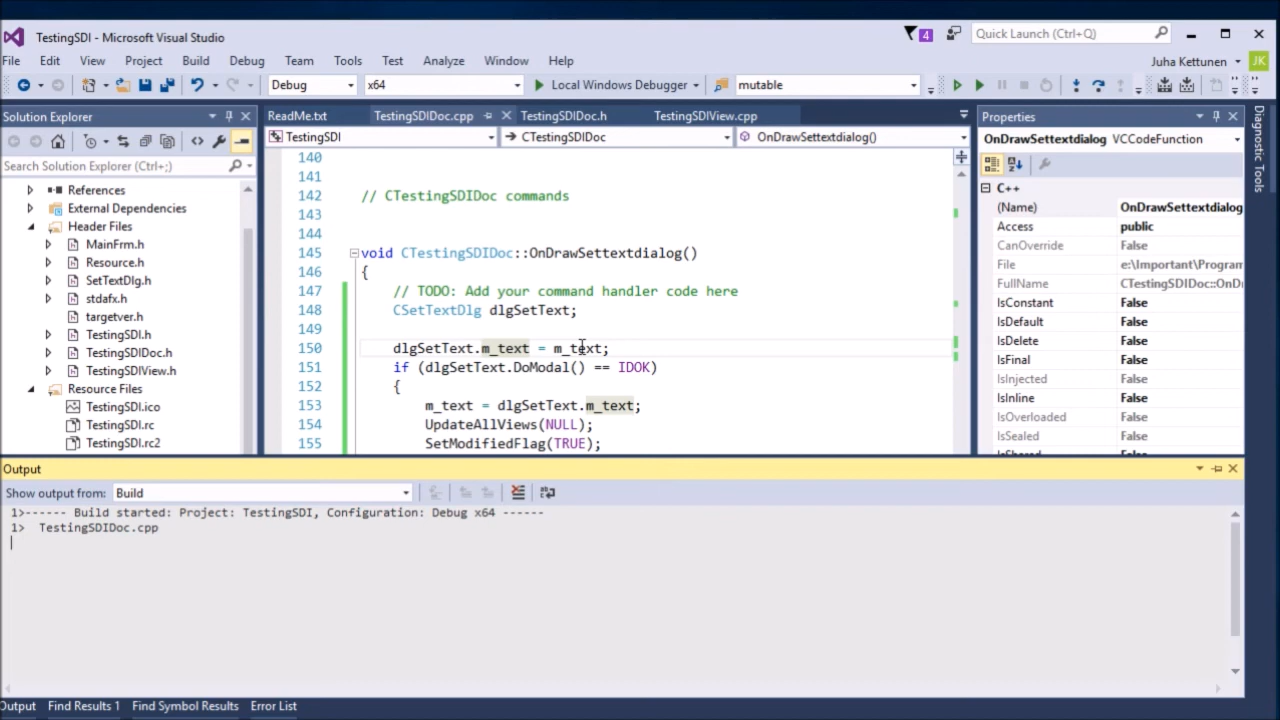 TestingSDI - Microsoft Visual Studio
4
Quick Launch (Ctrl+Q)
File Edit View Project Build Debug Team Tools Test Analyze Window Help
Juha Kettunen
JK
Debug x64 Local Windows Debugger mutable
Solution Explorer
Search Solution Explorer (Ctrl+;)
References
External Dependencies
Header Files
MainFrm.h
Resource.h
SetTextDlg.h
stdafx.h
targetver.h
TestingSDI.h
TestingSDIDoc.h
TestingSDIView.h
Resource Files
TestingSDI.ico
TestingSDI.rc
TestingSDI.rc2
ReadMe.txt TestingSDIDoc.cpp TestingSDIDoc.h TestingSDIView.cpp
TestingSDI CTestingSDIDoc OnDrawSettextdialog()
140
141
142 // CTestingSDIDoc commands
143
144
145 void CTestingSDIDoc::OnDrawSettextdialog()
146 {
147 // TODO: Add your command handler code here
148 CSetTextDlg dlgSetText;
149
150 dlgSetText.m_text = m_text;
151 if (dlgSetText.DoModal() == IDOK)
152 {
153 m_text = dlgSetText.m_text;
154 UpdateAllViews(NULL);
155 SetModifiedFlag(TRUE);
Properties
OnDrawSettextdialog VCCodeFunction
C++
(Name) OnDrawSettextdialog
Access public
CanOverride False
File e:\Important\Program
FullName CTestingSDIDoc::OnD
IsConstant False
IsDefault False
IsDelete False
IsFinal False
IsInjected False
IsInline False
IsOverloaded False
IsSealed False
Diagnostic Tools
Output
Show output from: Build
1>------ Build started: Project: TestingSDI, Configuration: Debug x64 ------
1> TestingSDIDoc.cpp
Output Find Results 1 Find Symbol Results Error List